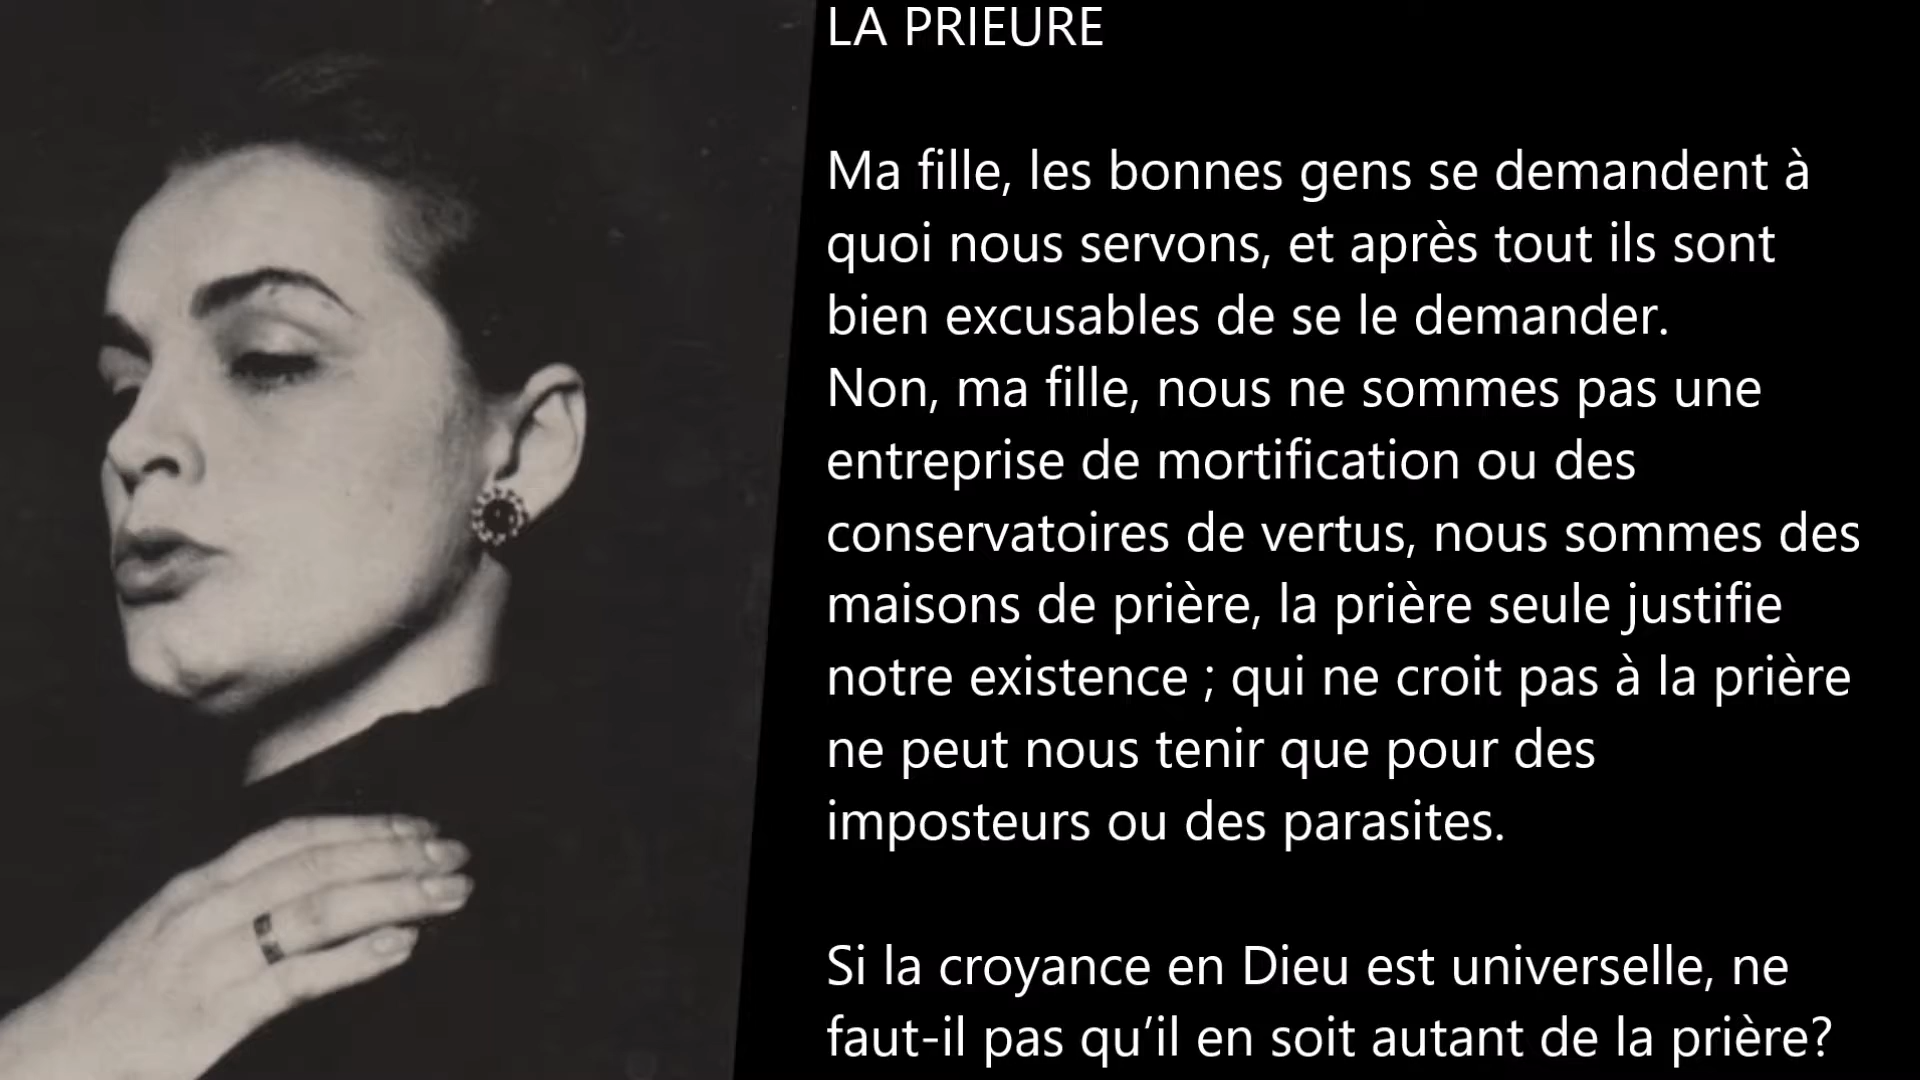 LA PRIEURE
Ma fille, les bonnes gens se demandent à
quoi nous servons, et après tout ils sont
bien excusables de se le demander.
Non, ma fille, nous ne sommes pas une
entreprise de mortification ou des
conservatoires de vertus, nous sommes des
maisons de prière, la prière seule justifie
notre existence ; qui ne croit pas à la prière
ne peut nous tenir que pour des
imposteurs ou des parasites.
Si la croyance en Dieu est universelle, ne
faut-il pas qu’il en soit autant de la prière?